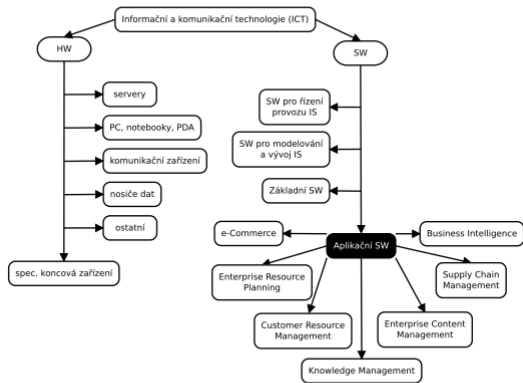 Informační a komunikační technologie (ICT)
HW
SW
servery
PC, notebooky, PDA
komunikační zařízení
nosiče dat
ostatní
spec. koncová zařízení
SW pro řízení
provozu IS
SW pro modelování
a vývoj IS
Základní SW
Aplikační SW
e-Commerce
Business Intelligence
Enterprise Resource
Planning
Supply Chain
Management
Customer Resource
Management
Enterprise Content
Management
Knowledge Management